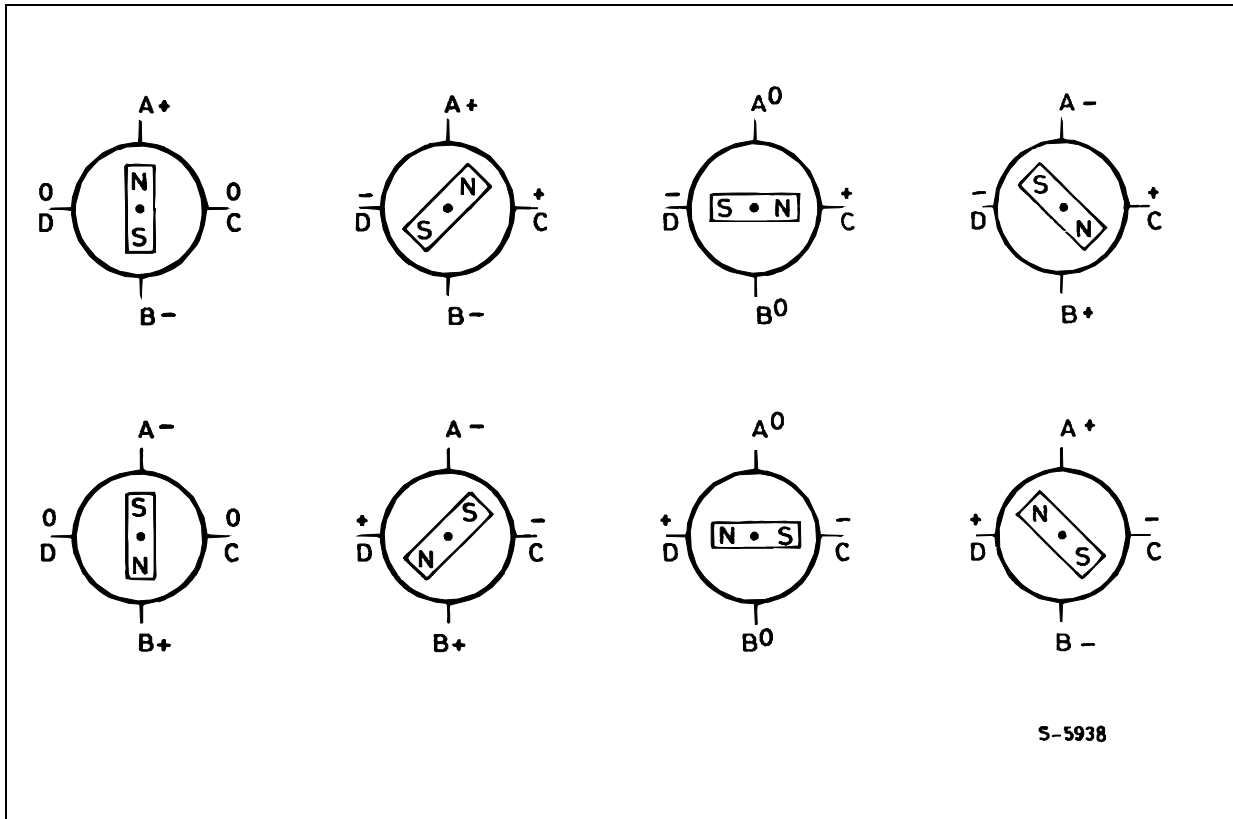 A+ A+ A0 A-
0 0 - + - + - +
N N S N S
D C D C D C D C
S S N
B- B- B0 B+
A- A- A0 A+
0 0 + - + - + -
S S N S N
D C D C D C D C
N N S
B+ B+ B0 B-
S-5938